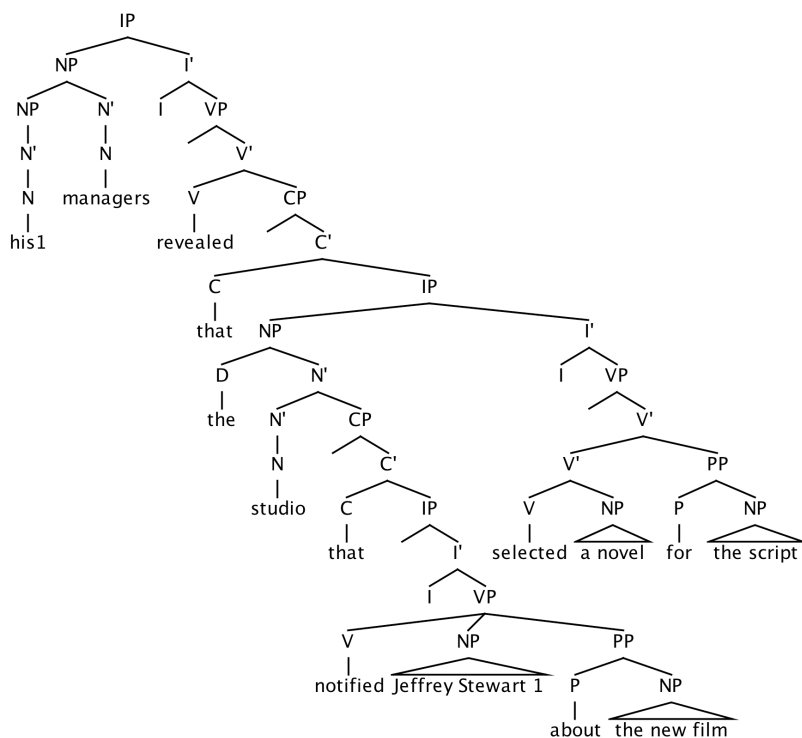 IP
NP I'
NP N' I VP
N' N V'
N managers V CP
his1 revealed C'
C IP
that NP I'
D N' I VP
the N' CP V'
N C' V' PP
studio C IP V NP P NP
that I' selected a novel for the script
I VP
V NP PP
notified Jeffrey Stewart 1 P NP
about the new film